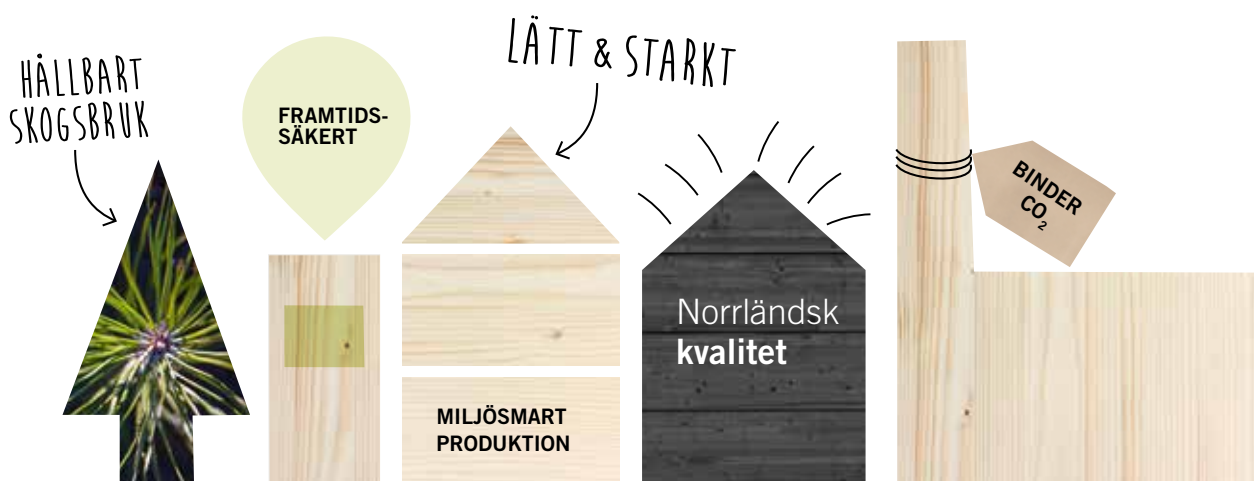 HÅLLBART
SKOGSBRUK
FRAMTIDS-
SÄKERT
LÄTT & STARKT
MILJÖSMART
PRODUKTION
Norrländsk
kvalitet
BINDER
CO₂